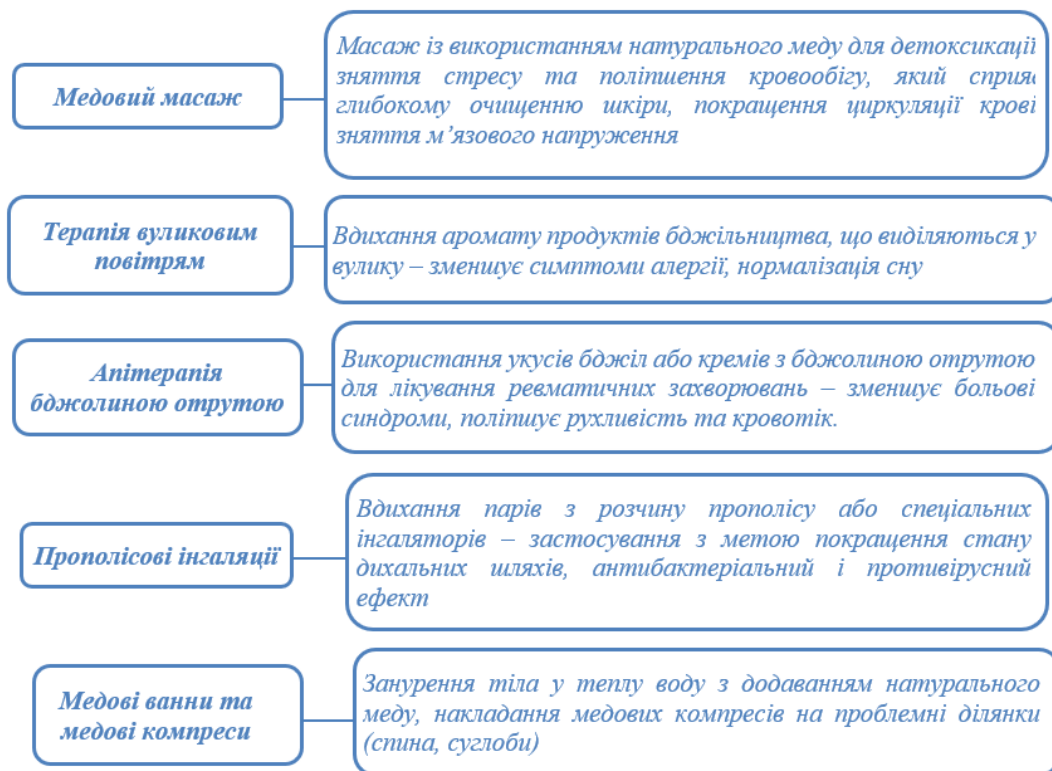 Медовий масаж
Масаж із використанням натурального меду для детоксикації
зняття стресу та поліпшення кровообігу, який сприяє
глибокому очищенню шкіри, покращення циркуляції крові
зняття м’язового напруження
Терапія вуликовим
повітрям
Вдихання аромату продуктів бджільництва, що виділяються у
вулику – зменшує симптоми алергії, нормалізація сну
Апітерапія
бджолиною отрутою
Використання укусів бджіл або кремів з бджолиною отрутою
для лікування ревматичних захворювань – зменшує больові
синдроми, поліпшує рухливість та кровотік.
Прополісові інгаляції
Вдихання парів з розчину прополісу або спеціальних
інгаляторів – застосування з метою покращення стану
дихальних шляхів, антибактеріальний і противірусний
ефект
Медові ванни та
медові компреси
Занурення тіла у теплу воду з додаванням натурального
меду, накладання медових компресів на проблемні ділянки
(спина, суглоби)